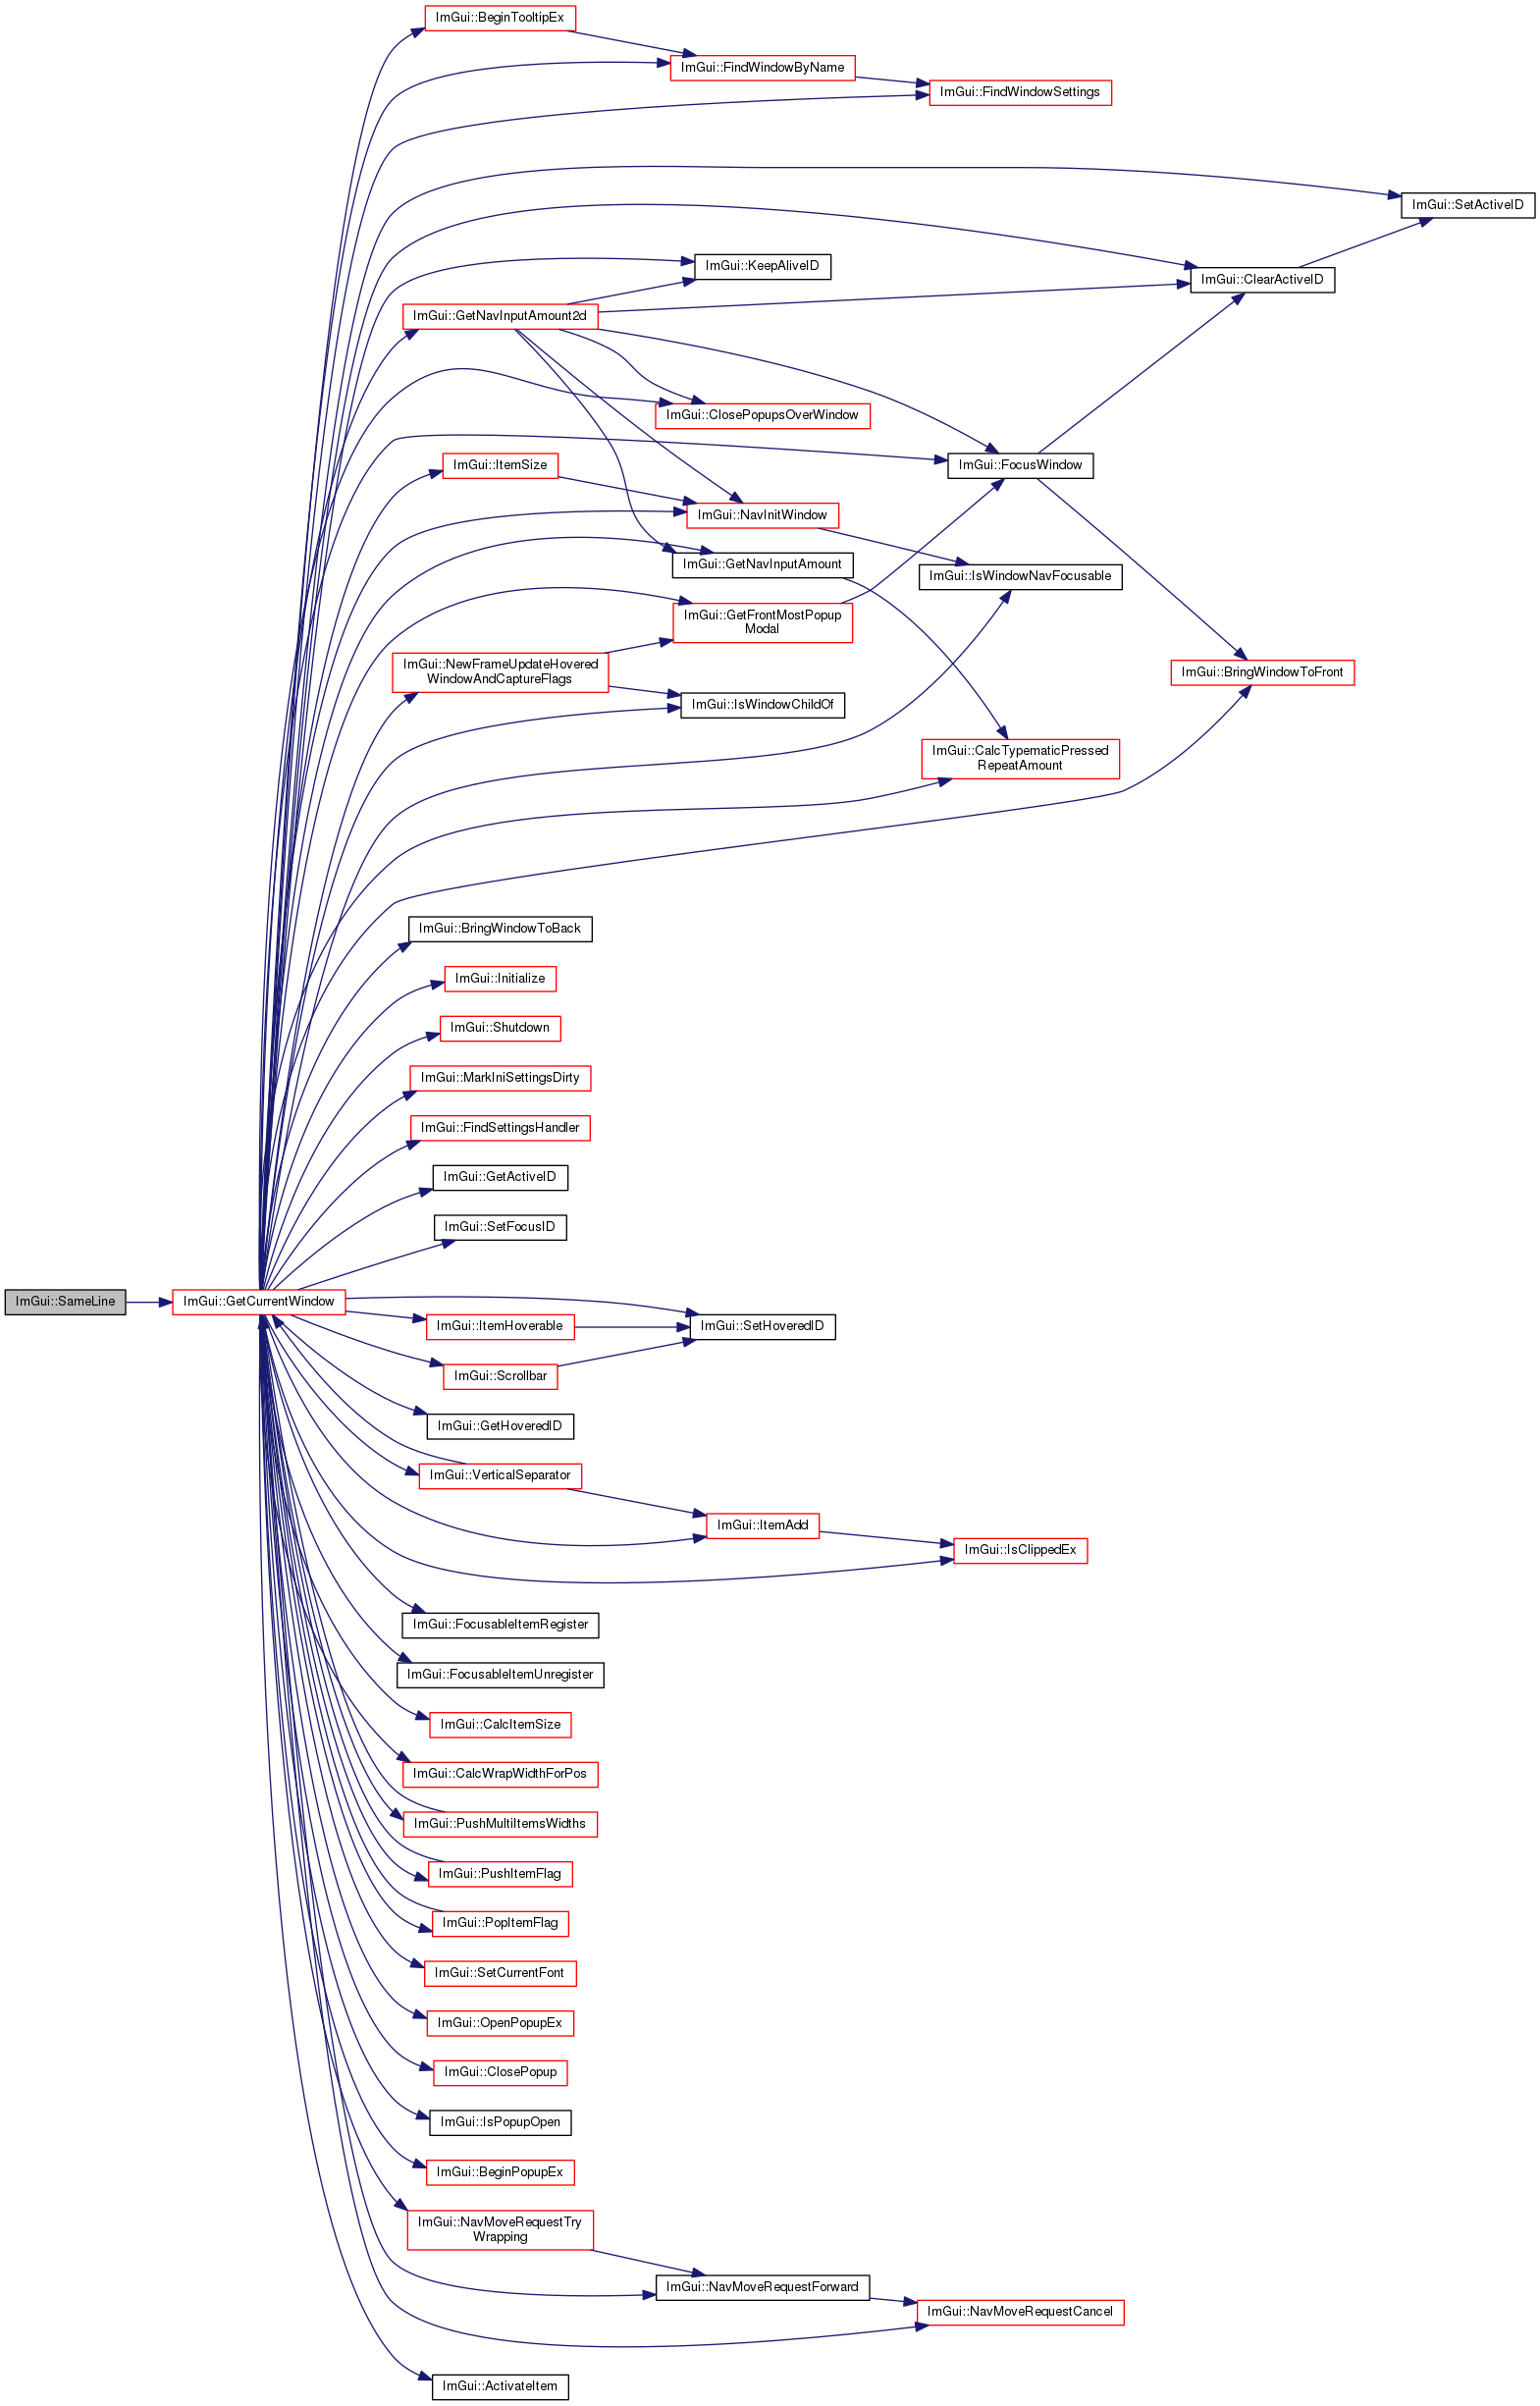 ImGui::BeginTooltipEx
ImGui::FindWindowByName
ImGui::FindWindowSettings
ImGui::SetActiveID
ImGui::KeepAliveID
ImGui::ClearActiveID
ImGui::GetNavInputAmount2d
ImGui::ClosePopupsOverWindow
ImGui::ItemSize
ImGui::FocusWindow
ImGui::NavInitWindow
ImGui::GetNavInputAmount
ImGui::IsWindowNavFocusable
ImGui::GetFrontMostPopup
Modal
ImGui::NewFrameUpdateHovered
WindowAndCaptureFlags
ImGui::BringWindowToFront
ImGui::IsWindowChildOf
ImGui::CalcTypematicPressed
RepeatAmount
ImGui::BringWindowToBack
ImGui::Initialize
ImGui::Shutdown
ImGui::MarkIniSettingsDirty
ImGui::FindSettingsHandler
ImGui::GetActiveID
ImGui::SetFocusID
ImGui::SameLine
ImGui::GetCurrentWindow
ImGui::ItemHoverable
ImGui::SetHoveredID
ImGui::Scrollbar
ImGui::GetHoveredID
ImGui::VerticalSeparator
ImGui::ItemAdd
ImGui::IsClippedEx
ImGui::FocusableItemRegister
ImGui::FocusableItemUnregister
ImGui::CalcItemSize
ImGui::CalcWrapWidthForPos
ImGui::PushMultiItemsWidths
ImGui::PushItemFlag
ImGui::PopItemFlag
ImGui::SetCurrentFont
ImGui::OpenPopupEx
ImGui::ClosePopup
ImGui::IsPopupOpen
ImGui::BeginPopupEx
ImGui::NavMoveRequestTry
Wrapping
ImGui::NavMoveRequestForward
ImGui::NavMoveRequestCancel
ImGui::ActivateItem